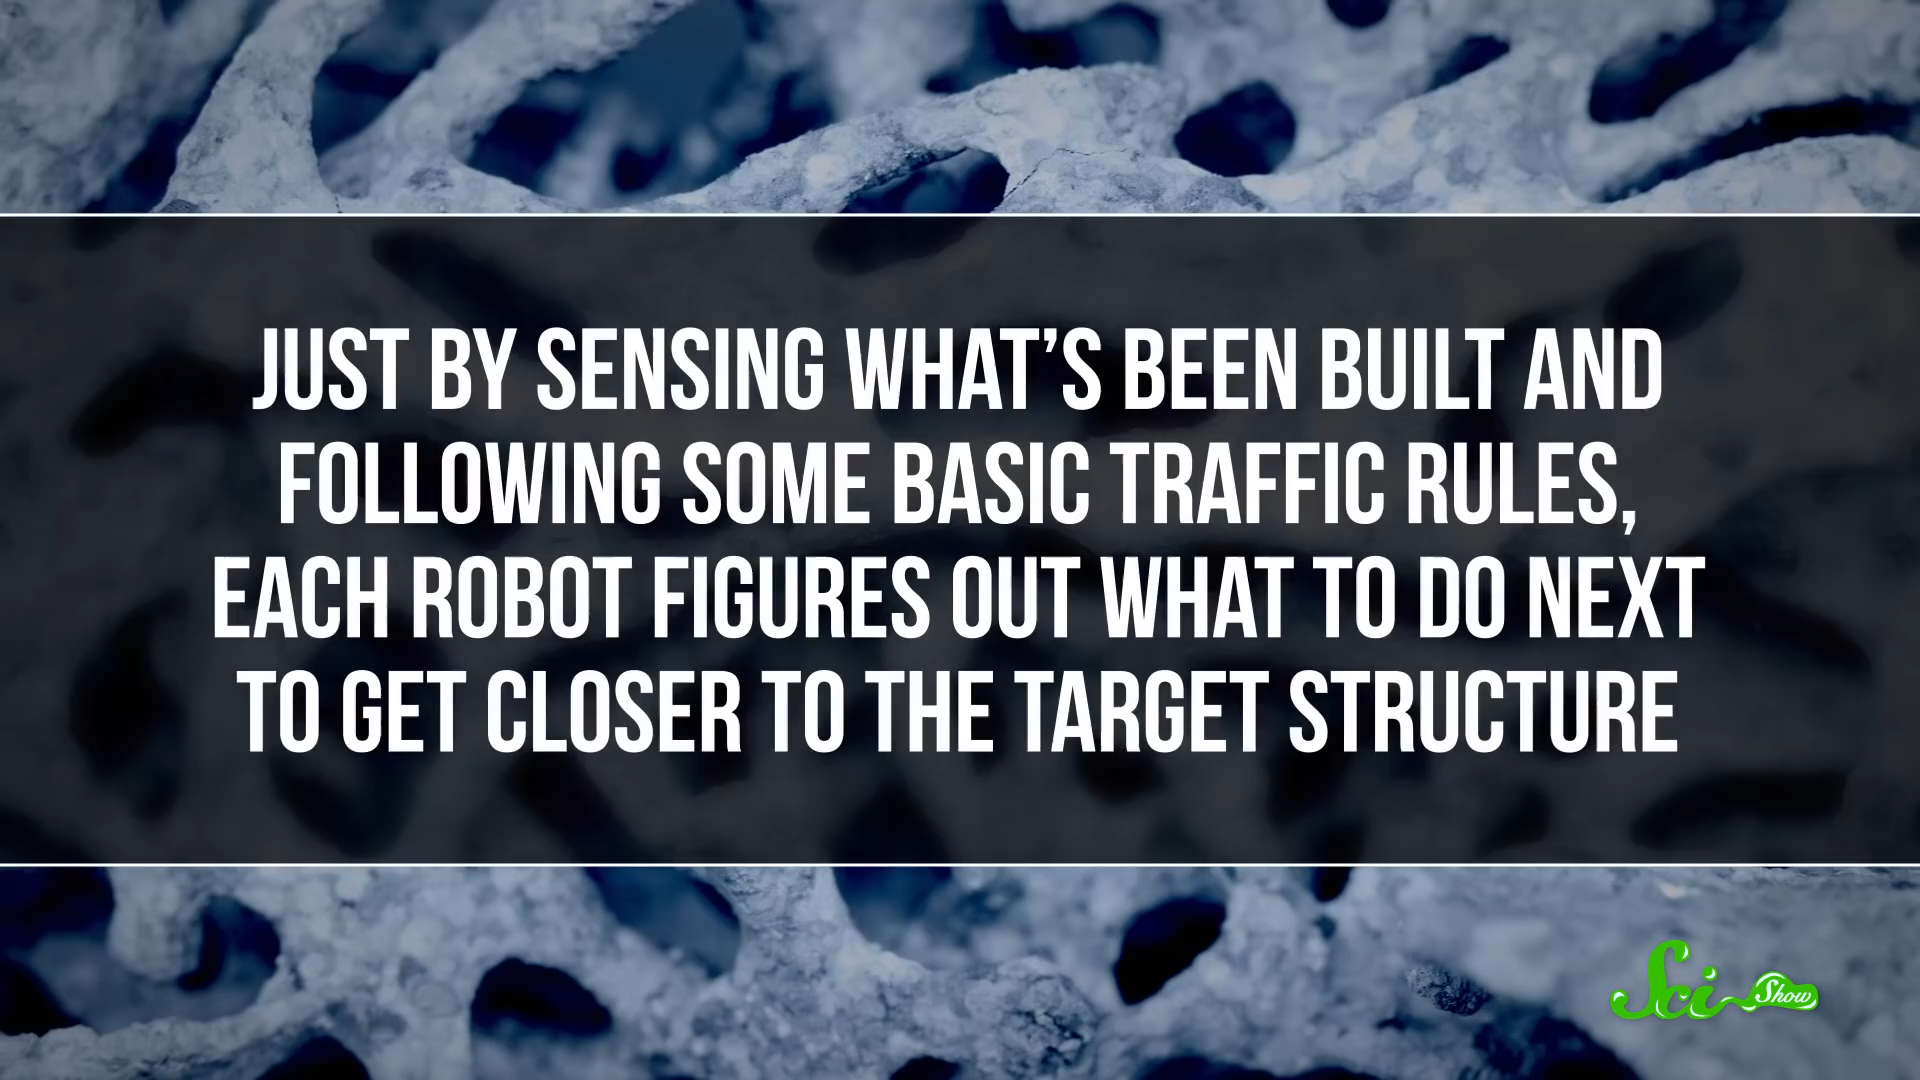 JUST BY SENSING WHAT’S BEEN BUILT AND
FOLLOWING SOME BASIC TRAFFIC RULES,
EACH ROBOT FIGURES OUT WHAT TO DO NEXT
TO GET CLOSER TO THE TARGET STRUCTURE
Sci Show